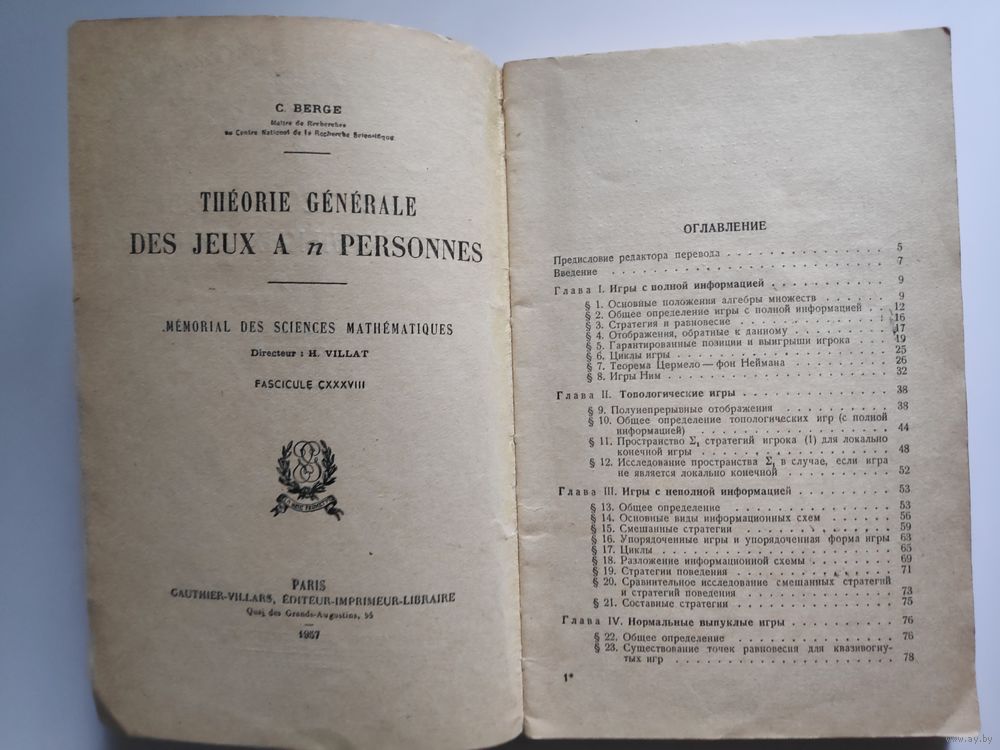 C. BERGE
Maître de Recherches
au Centre National de la Recherche Scientifique
THÉORIE GÉNÉRALE
DES JEUX A n PERSONNES
MÉMORIAL DES SCIENCES MATHÉMATIQUES
Directeur : H. VILLAT
FASCICULE CXXXVIII
PARIS
GAUTHIER-VILLARS, ÉDITEUR-IMPRIMEUR-LIBRAIRE
Quai des Grands-Augustins, 55
1957
ОГЛАВЛЕНИЕ
Предисловие редактора перевода . . . . . . . . . . . . . 5
Введение . . . . . . . . . . . . . . . . . . . . . . 7
Глава I. Игры с полной информацией . . . . . . . . . . 9
§ 1. Основные положения алгебры множеств . . . . . 9
§ 2. Общее определение игры с полной информацией . . 12
§ 3. Стратегия и равновесие . . . . . . . . . . . 16
§ 4. Отображения, обратные к данному . . . . . . . 17
§ 5. Гарантированные позиции и выигрыши игрока . . . 19
§ 6. Циклы игры . . . . . . . . . . . . . . . . 25
§ 7. Теорема Цермело — фон Неймана . . . . . . . . 26
§ 8. Игры Ним . . . . . . . . . . . . . . . . . 32
Глава II. Топологические игры . . . . . . . . . . . . 38
§ 9. Полунепрерывные отображения . . . . . . . . . 38
§ 10. Общее определение топологических игр (с полной
информацией) . . . . . . . . . . . . . . . . 44
§ 11. Пространство Σ₁ стратегий игрока (1) для локально
конечной игры . . . . . . . . . . . . . . . 48
§ 12. Исследование пространства Σ₁ в случае, если игра
не является локально конечной . . . . . . . . . 52
Глава III. Игры с неполной информацией . . . . . . . . 53
§ 13. Общее определение . . . . . . . . . . . . . 53
§ 14. Основные виды информационных схем . . . . . . 56
§ 15. Смешанные стратегии . . . . . . . . . . . . 59
§ 16. Упорядоченные игры и упорядоченная форма игры 63
§ 17. Циклы . . . . . . . . . . . . . . . . . . 65
§ 18. Разложение информационной схемы . . . . . . . 69
§ 19. Стратегии поведения . . . . . . . . . . . . 71
§ 20. Сравнительное исследование смешанных стратегий
и стратегий поведения . . . . . . . . . . . . 73
§ 21. Составные стратегии . . . . . . . . . . . . 75
Глава IV. Нормальные выпуклые игры . . . . . . . . . 76
§ 22. Общее определение . . . . . . . . . . . . . 76
§ 23. Существование точек равновесия для квазивогну-
тых игр . . . . . . . . . . . . . . . . . 78
1*
www.ay.by